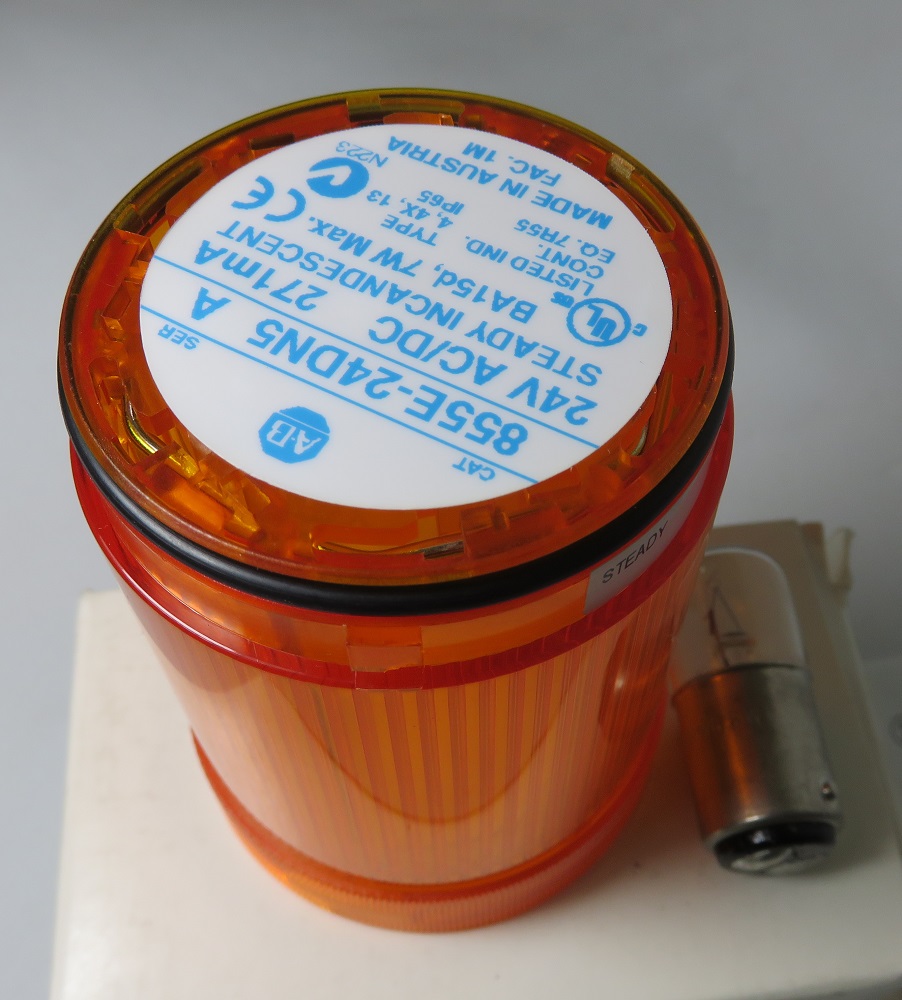 A-B
CAT
SER
855E-24DN5 A
24V AC/DC 271mA
STEADY INCANDESCENT
BA15d, 7W Max.
CE
UL
c
us
LISTED IND.
CONT.
EQ. 7R55
TYPE
4, 4X, 13
IP65
N223
MADE IN AUSTRIA
FAC. 1M
STEADY